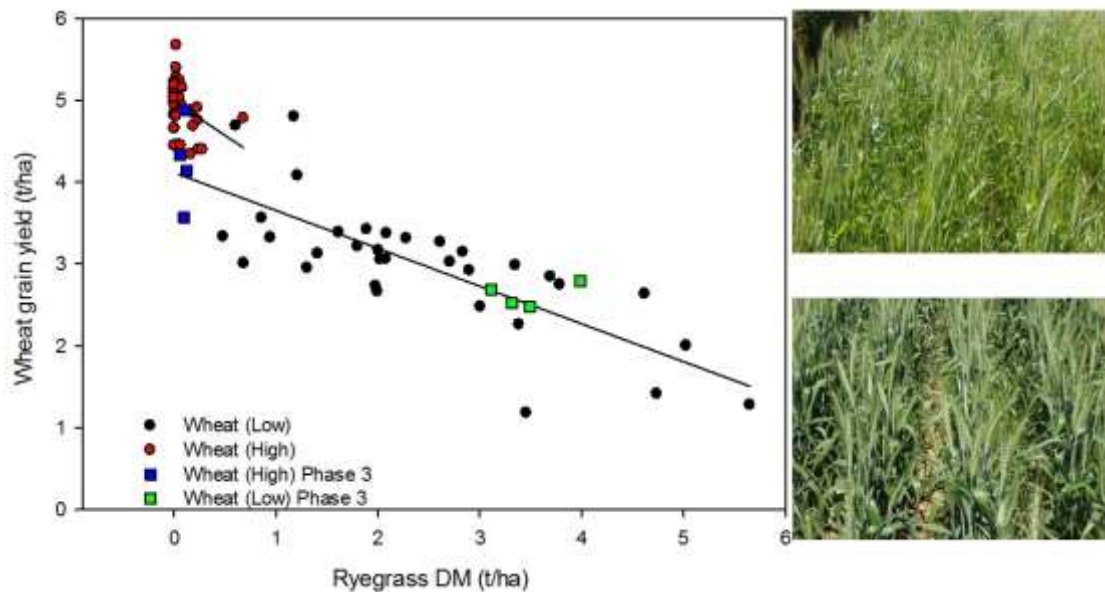 6
5
4
3
2
1
0
Wheat grain yield (t/ha)
Wheat (Low)
Wheat (High)
Wheat (High) Phase 3
Wheat (Low) Phase 3
0 1 2 3 4 5 6
Ryegrass DM (t/ha)